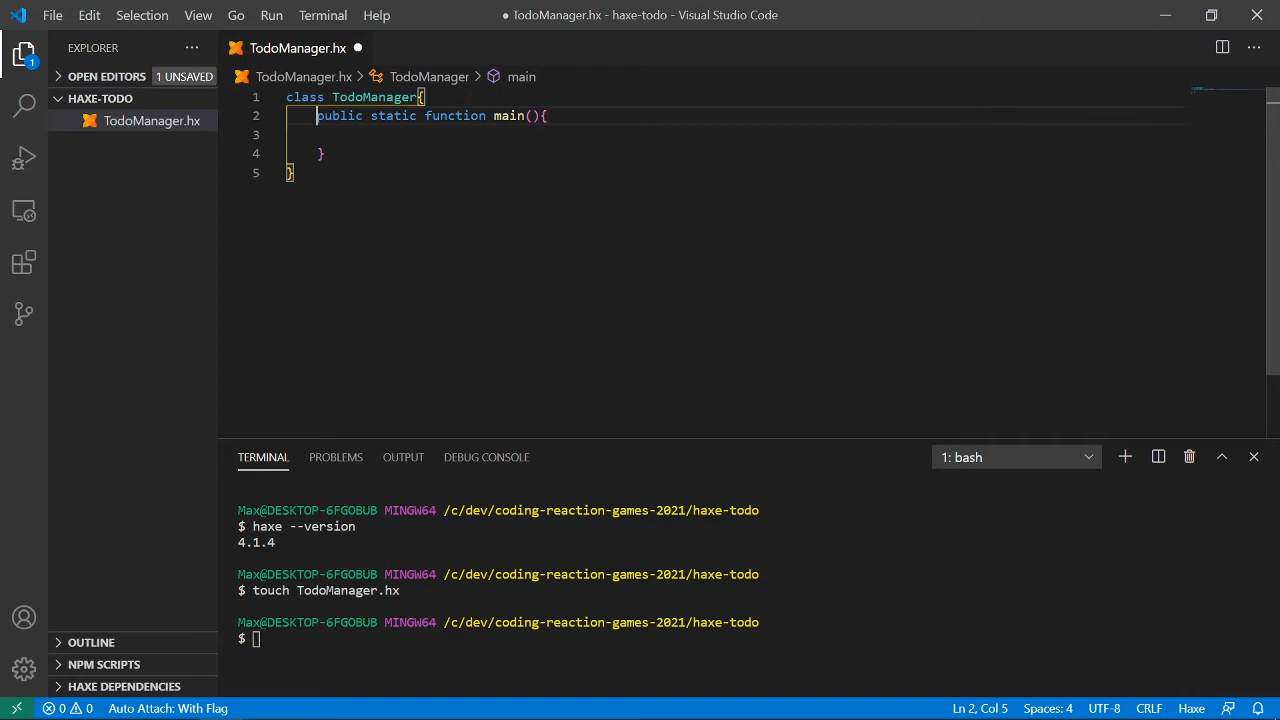 File Edit Selection View Go Run Terminal Help ● TodoManager.hx - haxe-todo - Visual Studio Code
EXPLORER
1
OPEN EDITORS 1 UNSAVED
HAXE-TODO
TodoManager.hx
OUTLINE
NPM SCRIPTS
HAXE DEPENDENCIES
TodoManager.hx ●
TodoManager.hx > TodoManager > main
1 class TodoManager{
2 public static function main(){
3
4 }
5 }
TERMINAL PROBLEMS OUTPUT DEBUG CONSOLE 1: bash
Max@DESKTOP-6FGOBUB MINGW64 /c/dev/coding-reaction-games-2021/haxe-todo
$ haxe --version
4.1.4
Max@DESKTOP-6FGOBUB MINGW64 /c/dev/coding-reaction-games-2021/haxe-todo
$ touch TodoManager.hx
Max@DESKTOP-6FGOBUB MINGW64 /c/dev/coding-reaction-games-2021/haxe-todo
$
0 0 Auto Attach: With Flag Ln 2, Col 5 Spaces: 4 UTF-8 CRLF Haxe